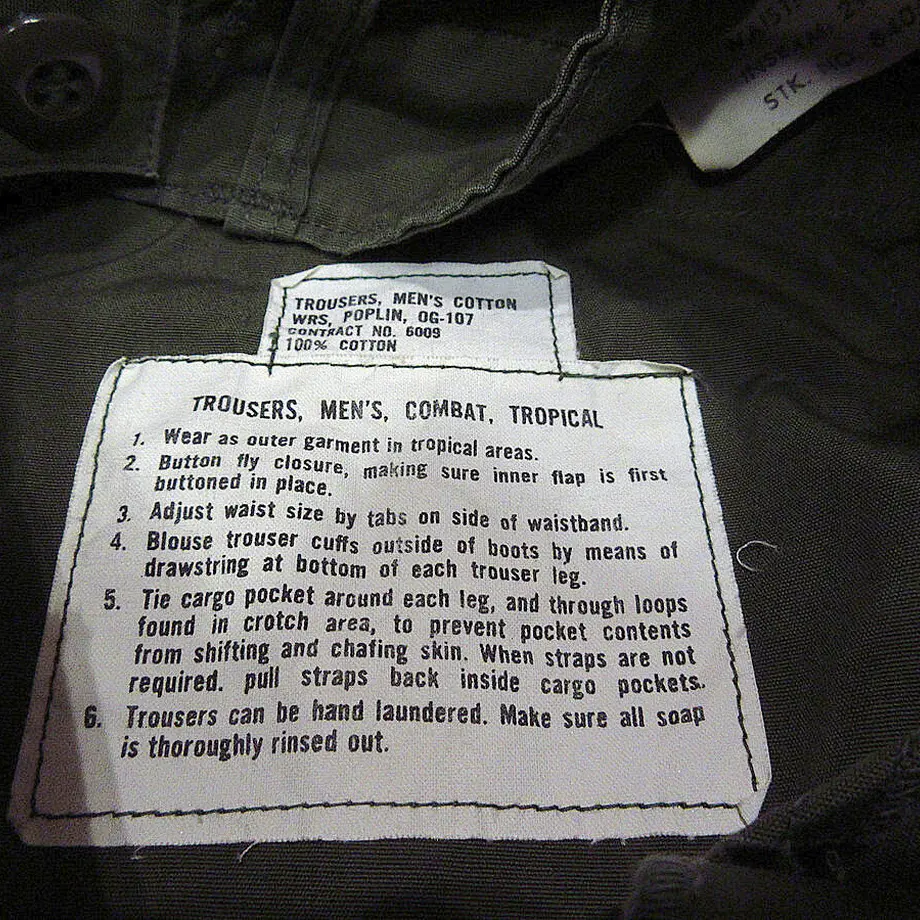 INSEAM, 2
STK. NO. 840
TROUSERS, MEN'S COTTON
WRS, POPLIN, OG-107
CONTRACT NO. 6009
100% COTTON
TROUSERS, MEN'S, COMBAT, TROPICAL
1. Wear as outer garment in tropical areas.
2. Button fly closure, making sure inner flap is first
buttoned in place.
3. Adjust waist size by tabs on side of waistband.
4. Blouse trouser cuffs outside of boots by means of
drawstring at bottom of each trouser leg.
5. Tie cargo pocket around each leg, and through loops
found in crotch area, to prevent pocket contents
from shifting and chafing skin. When straps are not
required. pull straps back inside cargo pockets.
6. Trousers can be hand laundered. Make sure all soap
is thoroughly rinsed out.